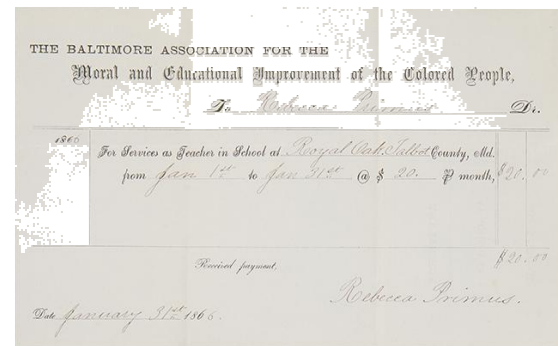 THE BALTIMORE ASSOCIATION FOR THE
Moral and Educational Improvement of the Colored People,
To Rebecca Primus Dr.
1866 For Services as Teacher in School at Royal Oak, Talbot County, Md.
from Jan 1st to Jan 31st @ $ 20. ⅌ month, $20.00
$20.00
Received payment,
Rebecca Primus.
Date January 31st 1866.